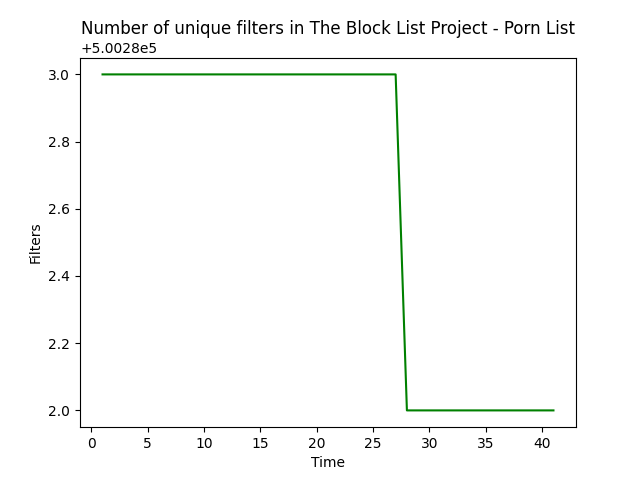 Number of unique filters in The Block List Project - Porn List
+5.0028e5
3.0
2.8
2.6
2.4
2.2
2.0
Filters
0 5 10 15 20 25 30 35 40
Time